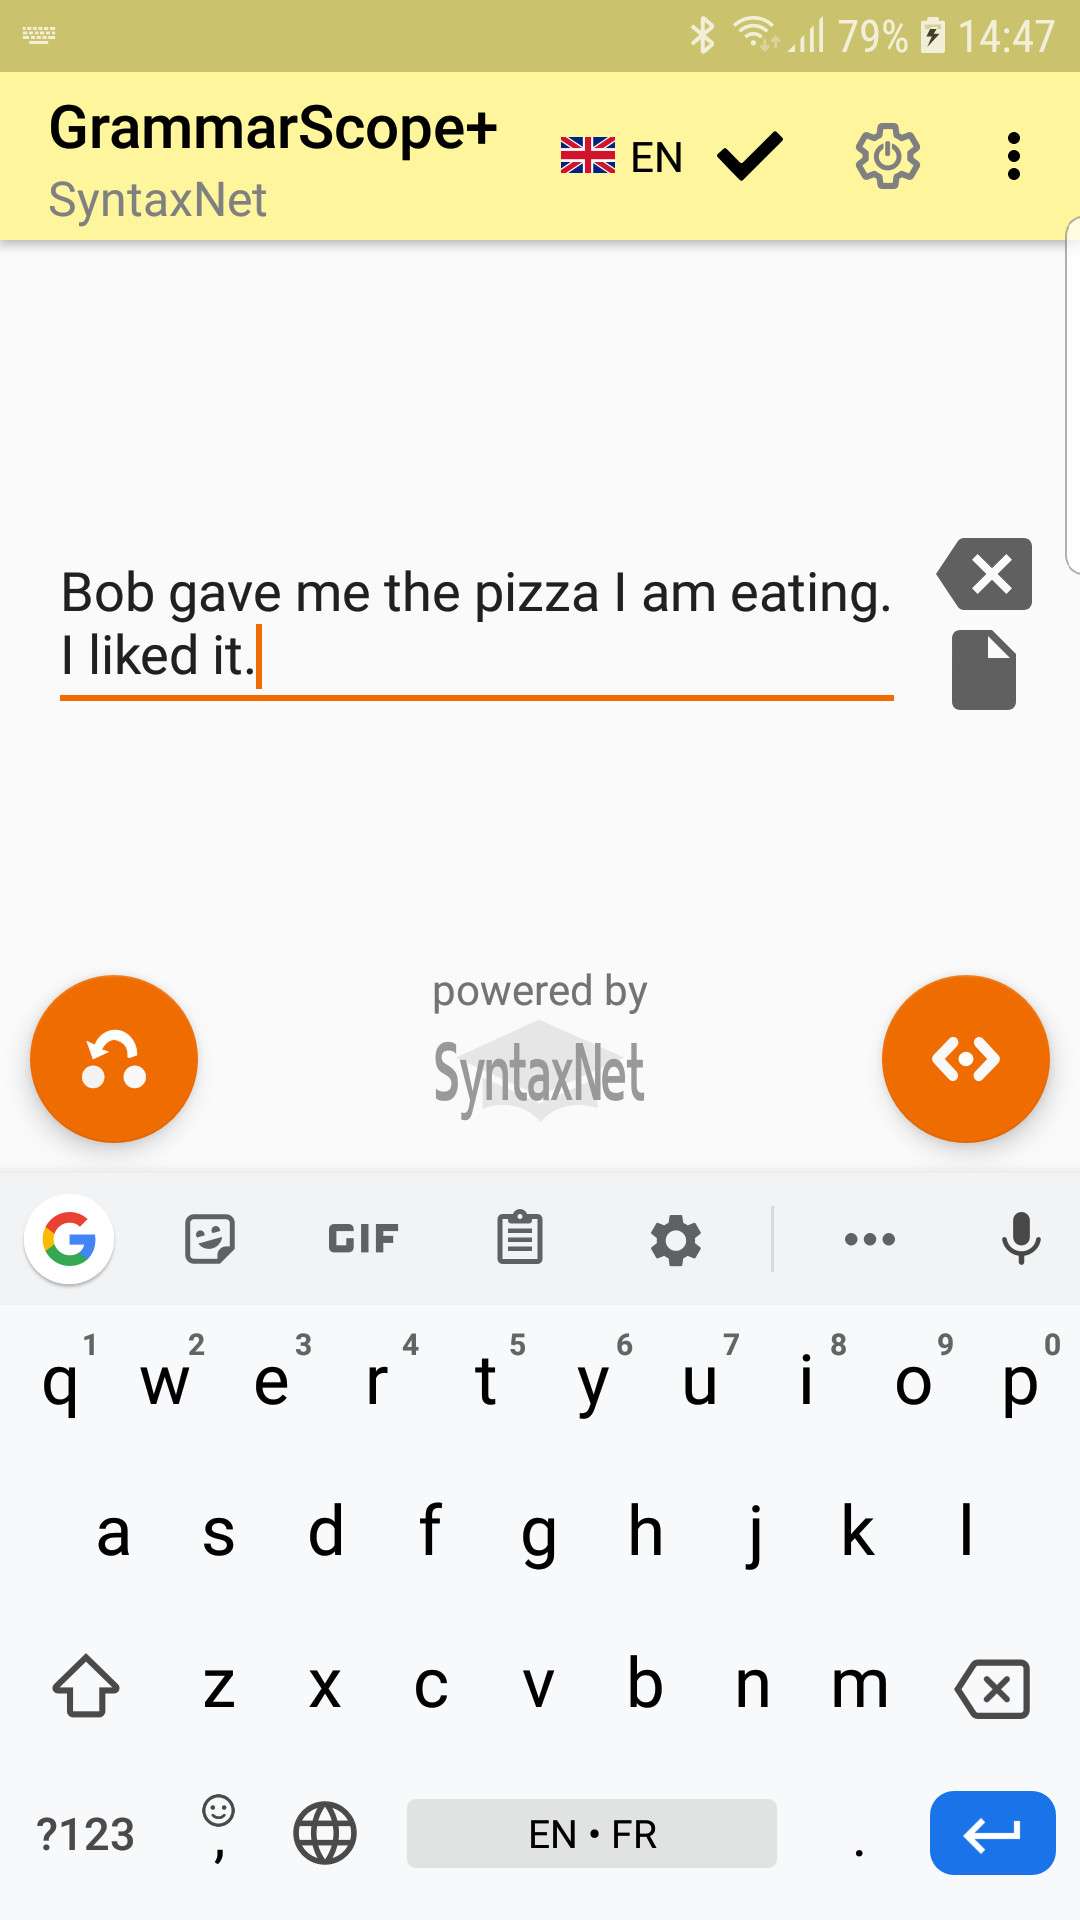 79% 14:47
GrammarScope+
SyntaxNet
EN
Bob gave me the pizza I am eating.
I liked it.
powered by
SyntaxNet
G GIF
1 2 3 4 5 6 7 8 9 0
q w e r t y u i o p
a s d f g h j k l
z x c v b n m
?123 , EN • FR .